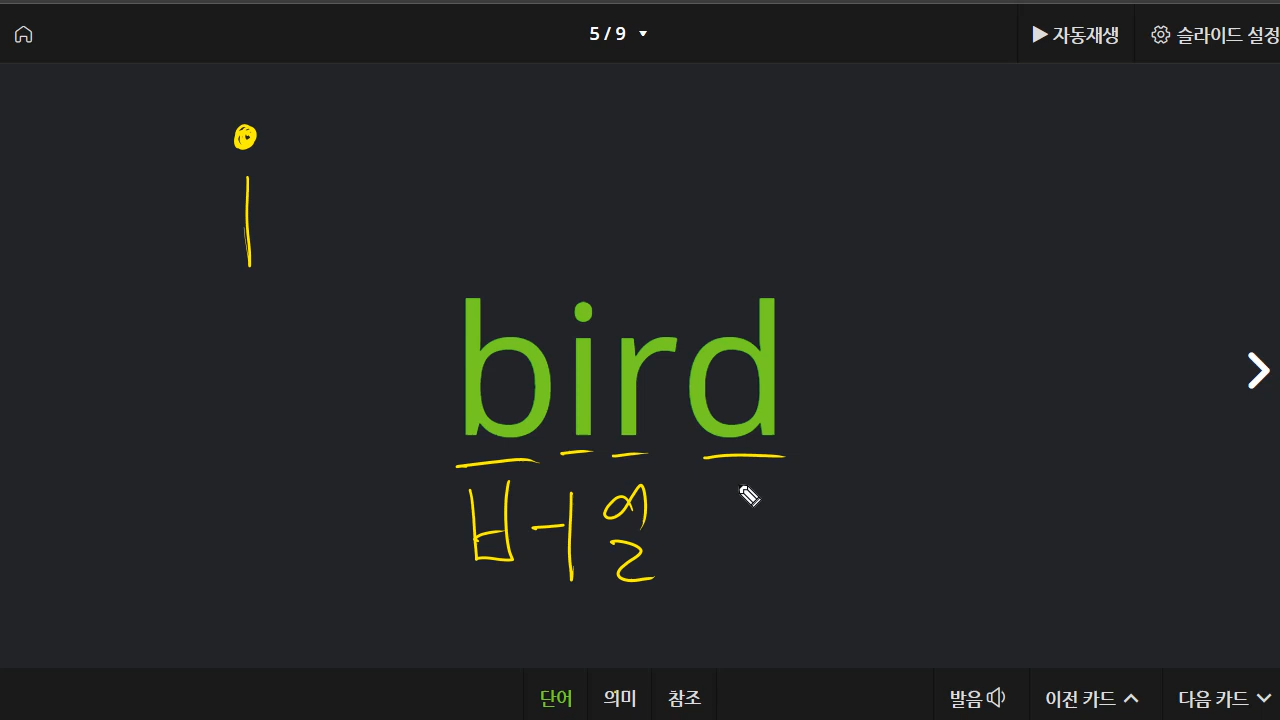 5 / 9
자동재생
슬라이드 설정
i
bird
버얼
단어
의미
참조
발음
이전 카드
다음 카드